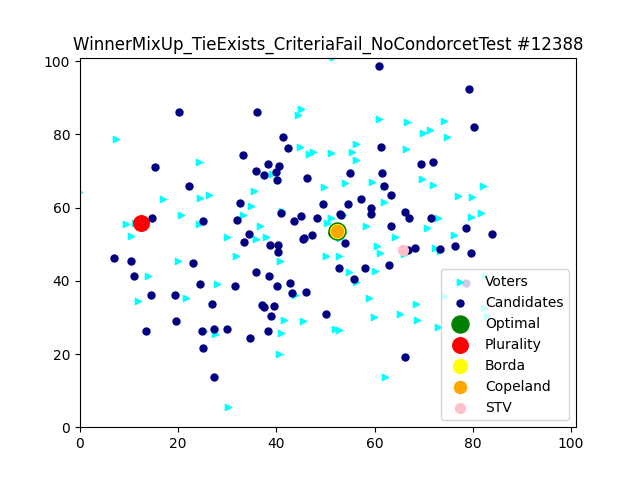 WinnerMixUp_TieExists_CriteriaFail_NoCondorcetTest #12388
100
80
60
40
20
0
0
20
40
60
80
100
Voters
Candidates
Optimal
Plurality
Borda
Copeland
STV